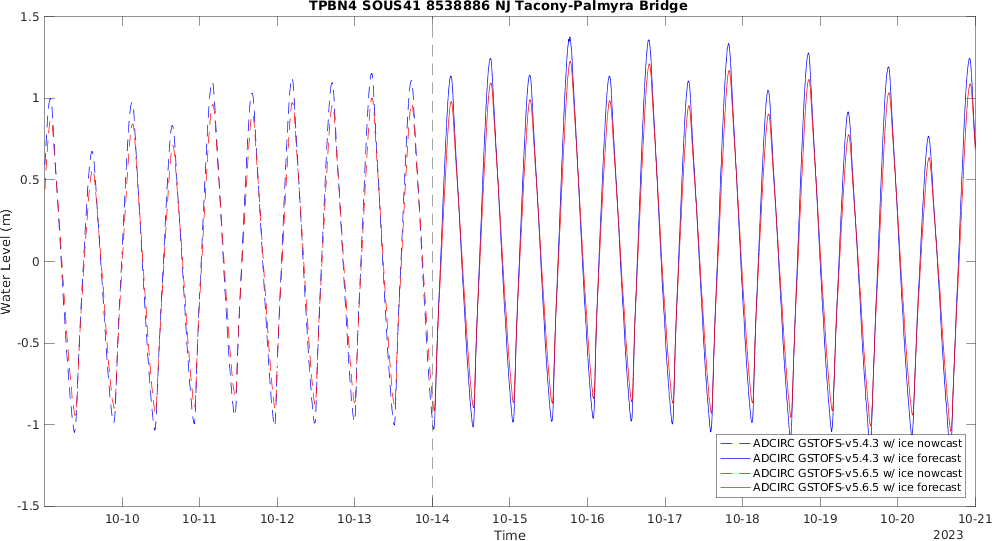 TPBN4 SOUS41 8538886 NJ Tacony-Palmyra Bridge
1.5
1
0.5
0
-0.5
-1
-1.5
Water Level (m)
ADCIRC GSTOFS-v5.4.3 w/ ice nowcast
ADCIRC GSTOFS-v5.4.3 w/ ice forecast
ADCIRC GSTOFS-v5.6.5 w/ ice nowcast
ADCIRC GSTOFS-v5.6.5 w/ ice forecast
10-10 10-11 10-12 10-13 10-14 10-15 10-16 10-17 10-18 10-19 10-20 10-21
Time
2023